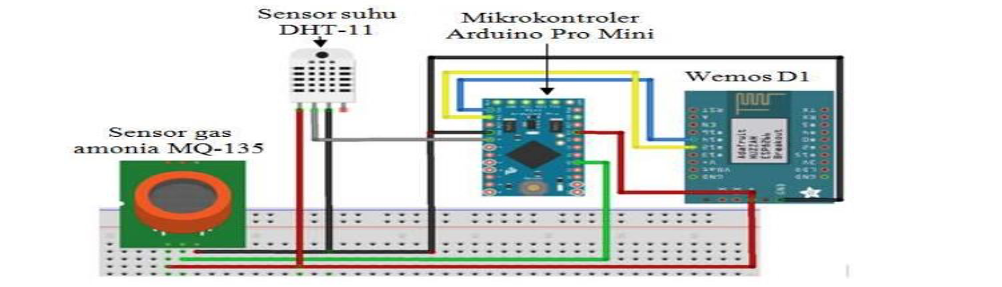 Sensor suhu
DHT-11
Mikrokontroler
Arduino Pro Mini
Wemos D1
Sensor gas
amonia MQ-135
Adafruit
HUZZAH
ESP8266
Breakout